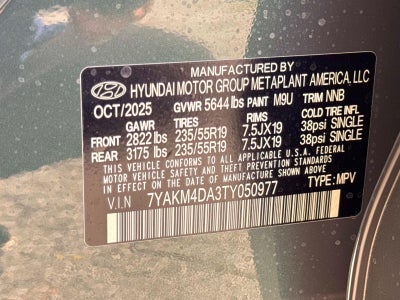 MANUFACTURED BY
HYUNDAI MOTOR GROUP METAPLANT AMERICA, LLC
OCT/2025 GVWR 5644 lbs PAINT M9U TRIM NNB
GAWR TIRES RIMS COLD TIRE INFL
FRONT 2822 lbs 235/55R19 7.5JX19 38psi SINGLE
REAR 3175 lbs 235/55R19 7.5JX19 38psi SINGLE
THIS VEHICLE CONFORMS TO ALL APPLICABLE U.S.A. FEDERAL
MOTOR VEHICLE SAFETY, BUMPER, AND THEFT PREVENTION STANDARDS
IN EFFECT ON THE DATE OF MANUFACTURE SHOWN ABOVE.
V.I.N 7YAKM4DA3TY050977 TYPE: MPV